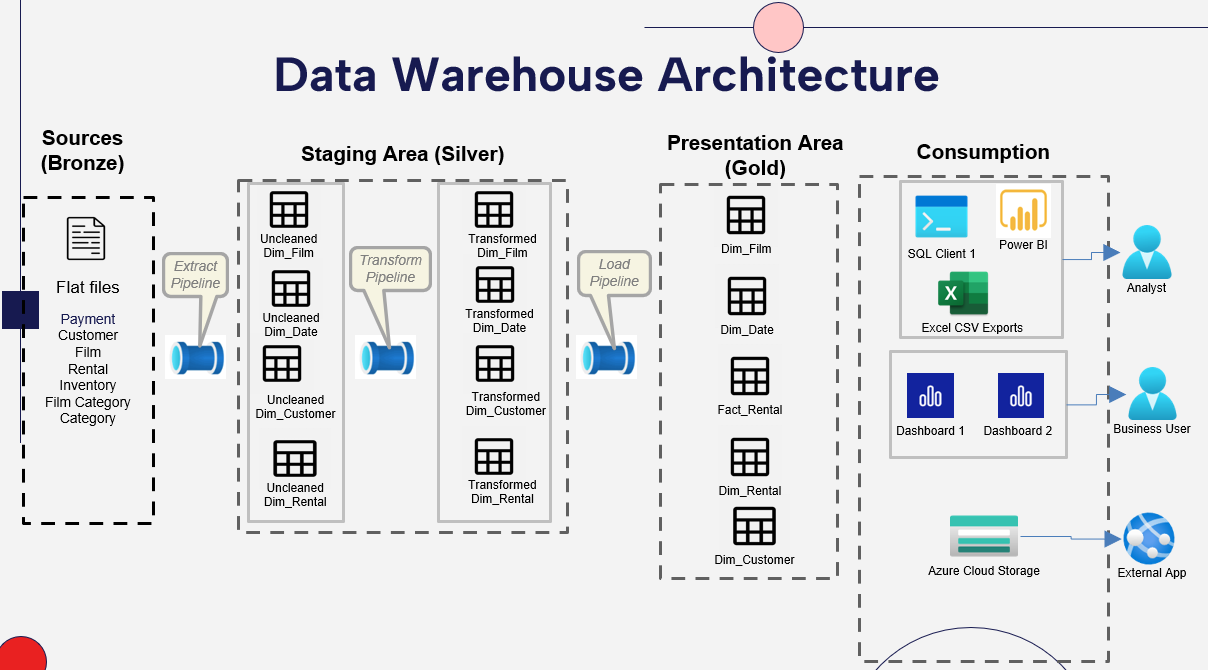 Data Warehouse Architecture
Sources
(Bronze)
Flat files
Payment
Customer
Film
Rental
Inventory
Film Category
Category
Extract
Pipeline
Staging Area (Silver)
Uncleaned
Dim_Film
Uncleaned
Dim_Date
Uncleaned
Dim_Customer
Uncleaned
Dim_Rental
Transform
Pipeline
Transformed
Dim_Film
Transformed
Dim_Date
Transformed
Dim_Customer
Transformed
Dim_Rental
Load
Pipeline
Presentation Area
(Gold)
Dim_Film
Dim_Date
Fact_Rental
Dim_Rental
Dim_Customer
Consumption
SQL Client 1
Power BI
X
Excel CSV Exports
Dashboard 1
Dashboard 2
Azure Cloud Storage
Analyst
Business User
External App